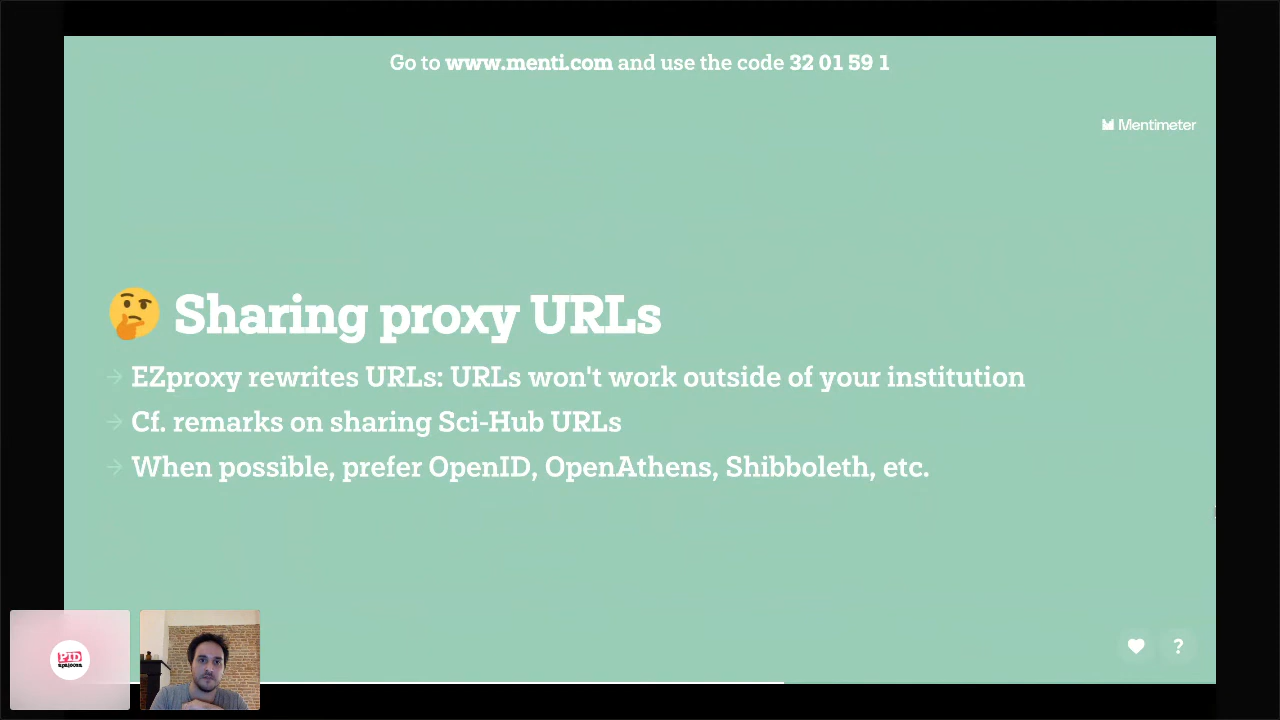 Go to www.menti.com and use the code 32 01 59 1
Mentimeter
🤔 Sharing proxy URLs
→ EZproxy rewrites URLs: URLs won't work outside of your institution
→ Cf. remarks on sharing Sci-Hub URLs
→ When possible, prefer OpenID, OpenAthens, Shibboleth, etc.
?
PID
apalooza